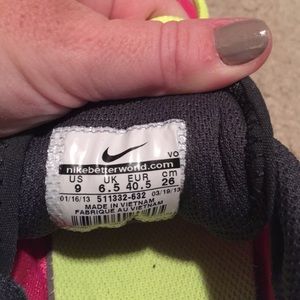 VO
nikebetterworld.com
US UK EUR cm
9 6.5 40.5 26
01/16/13 511332-632 03/19/13
MADE IN VIETNAM
FABRIQUE AU VIETNAM